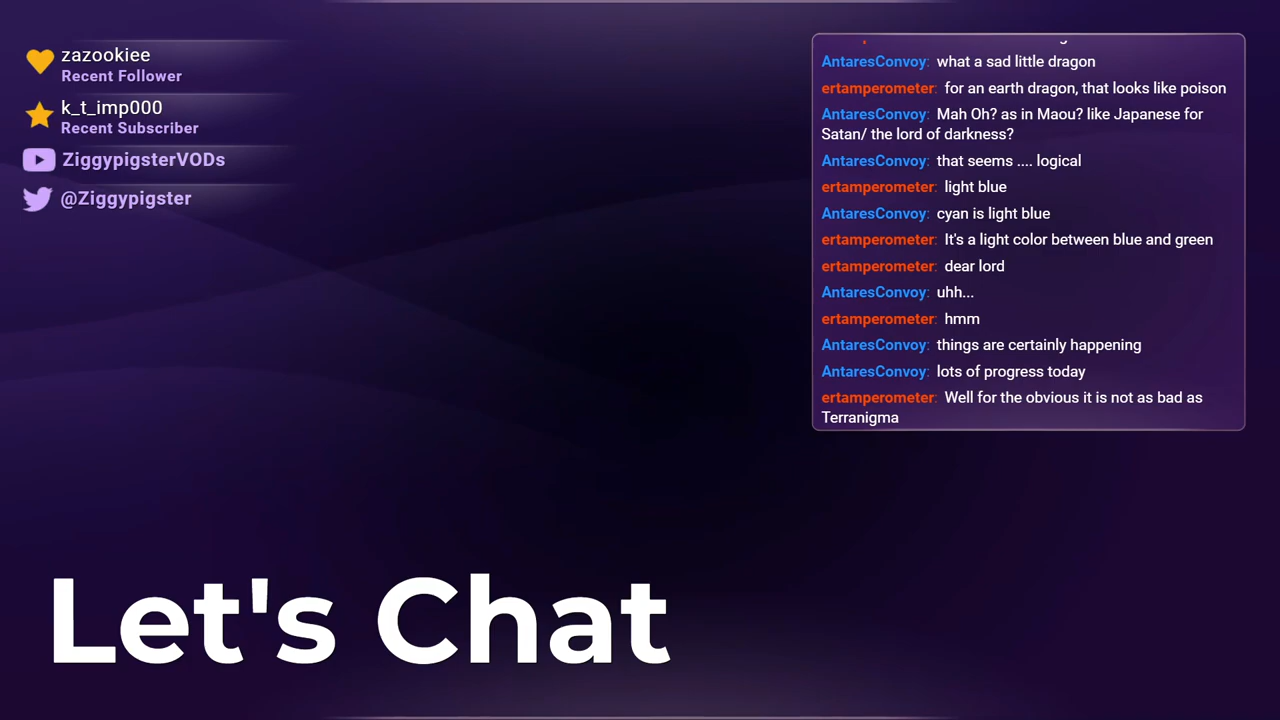 zazookiee
Recent Follower
k_t_imp000
Recent Subscriber
ZiggypigsterVODs
@Ziggypigster
AntaresConvoy: what a sad little dragon
ertamperometer: for an earth dragon, that looks like poison
AntaresConvoy: Mah Oh? as in Maou? like Japanese for
Satan/ the lord of darkness?
AntaresConvoy: that seems .... logical
ertamperometer: light blue
AntaresConvoy: cyan is light blue
ertamperometer: It's a light color between blue and green
ertamperometer: dear lord
AntaresConvoy: uhh...
ertamperometer: hmm
AntaresConvoy: things are certainly happening
AntaresConvoy: lots of progress today
ertamperometer: Well for the obvious it is not as bad as
Terranigma
Let's Chat